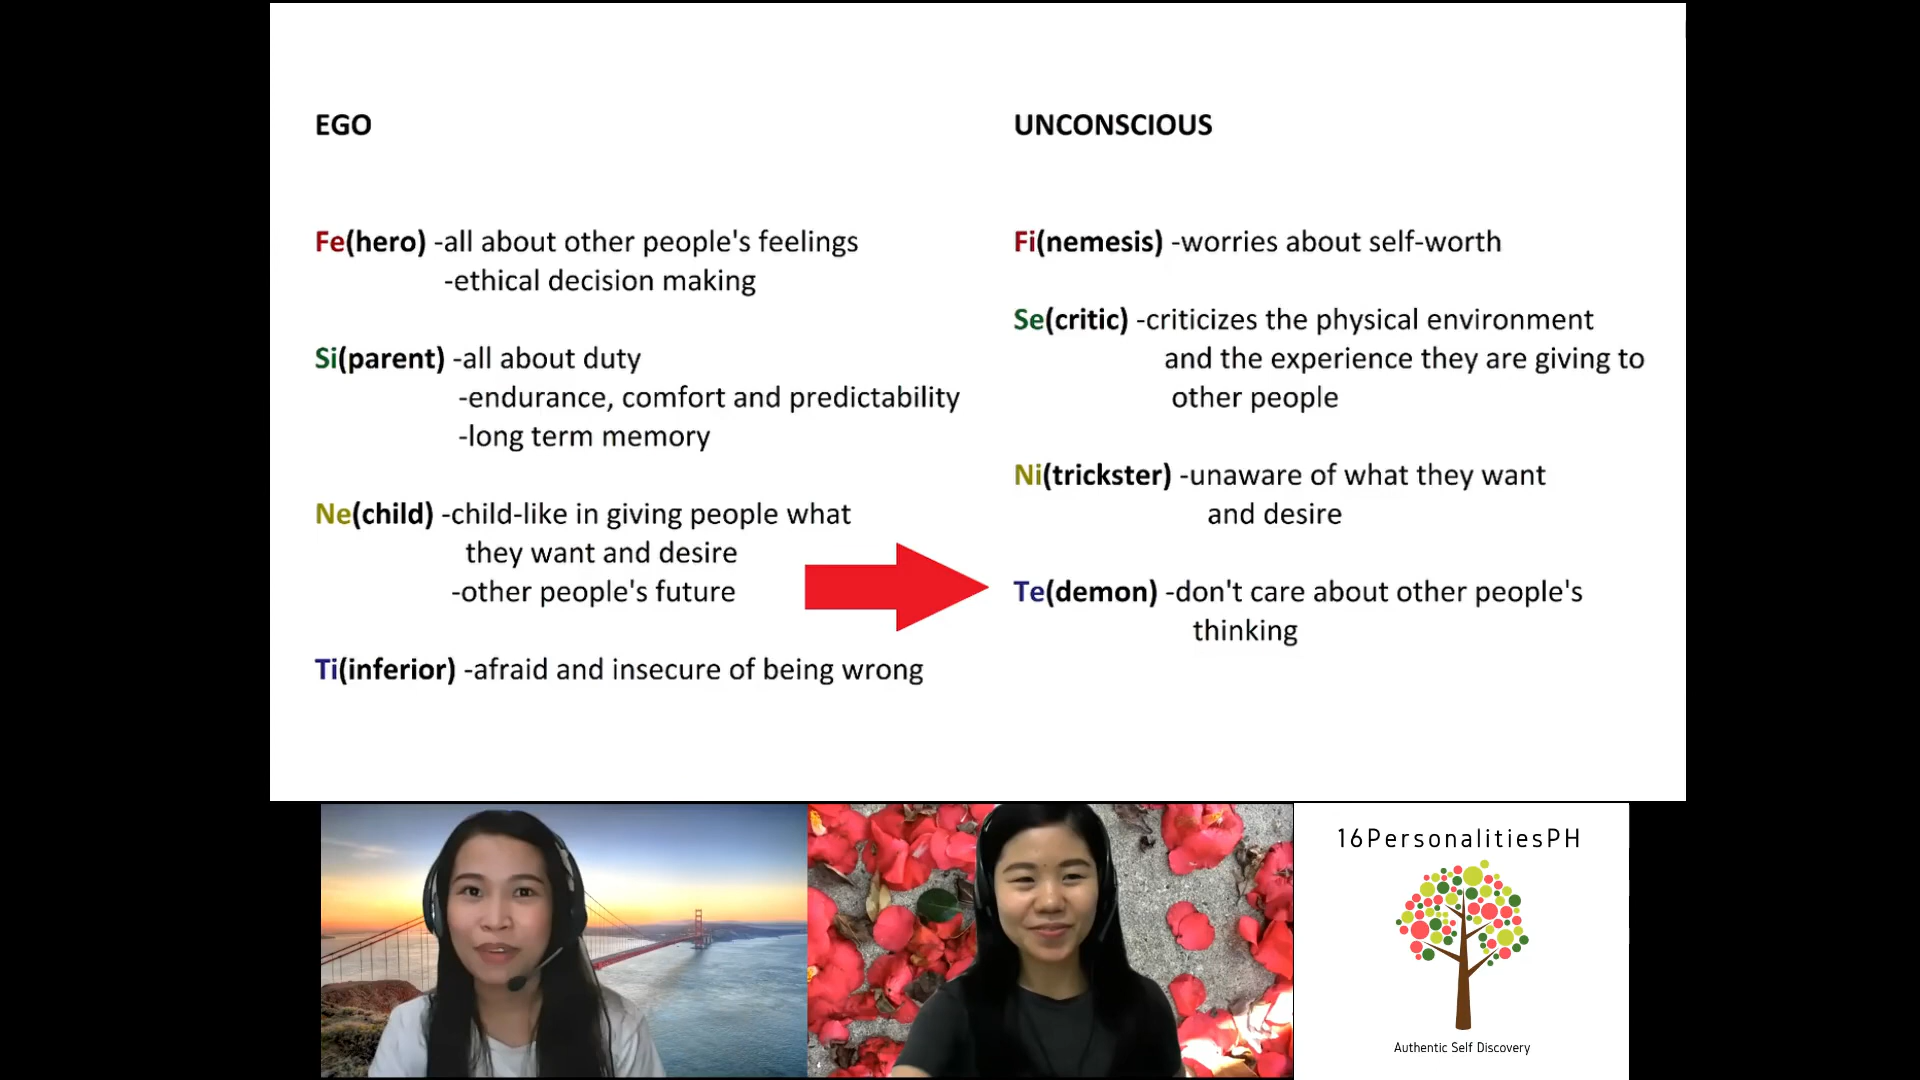 EGO
Fe(hero) -all about other people's feelings
-ethical decision making
Si(parent) -all about duty
-endurance, comfort and predictability
-long term memory
Ne(child) -child-like in giving people what
they want and desire
-other people's future
Ti(inferior) -afraid and insecure of being wrong
UNCONSCIOUS
Fi(nemesis) -worries about self-worth
Se(critic) -criticizes the physical environment
and the experience they are giving to
other people
Ni(trickster) -unaware of what they want
and desire
Te(demon) -don't care about other people's
thinking
16PersonalitiesPH
Authentic Self Discovery